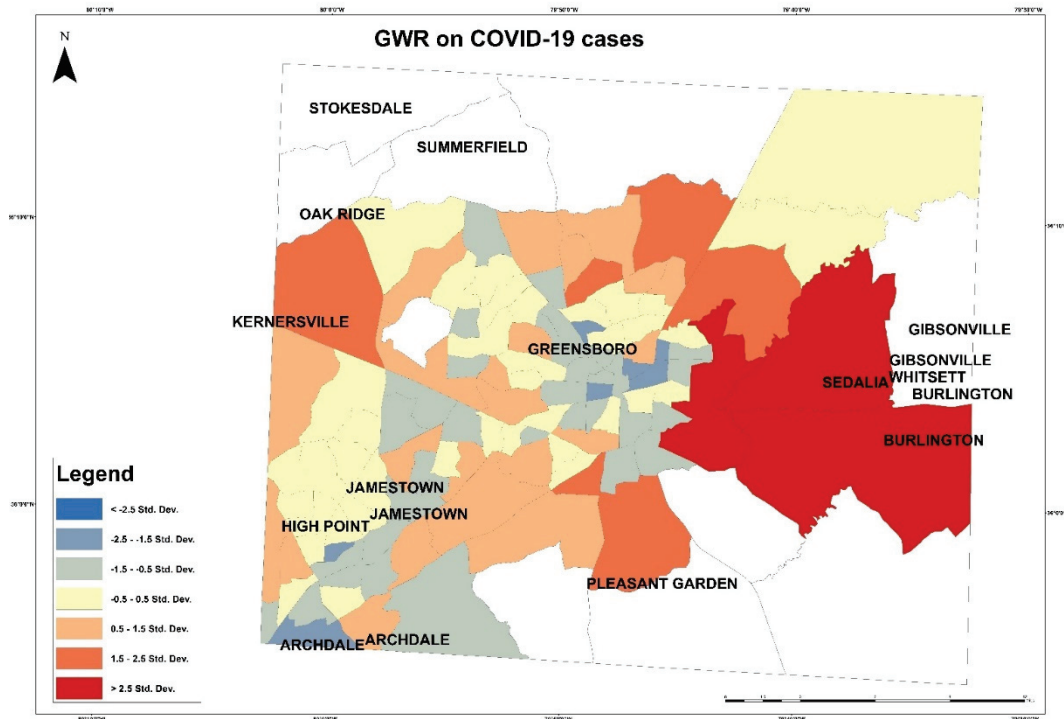 GWR on COVID-19 cases
N
STOKESDALE
SUMMERFIELD
OAK RIDGE
KERNERSVILLE
GREENSBORO
GIBSONVILLE
GIBSONVILLE
WHITSETT
SEDALIA
BURLINGTON
BURLINGTON
JAMESTOWN
JAMESTOWN
HIGH POINT
PLEASANT GARDEN
ARCHDALE
ARCHDALE
Legend
< -2.5 Std. Dev.
-2.5 - -1.5 Std. Dev.
-1.5 - -0.5 Std. Dev.
-0.5 - 0.5 Std. Dev.
0.5 - 1.5 Std. Dev.
1.5 - 2.5 Std. Dev.
> 2.5 Std. Dev.